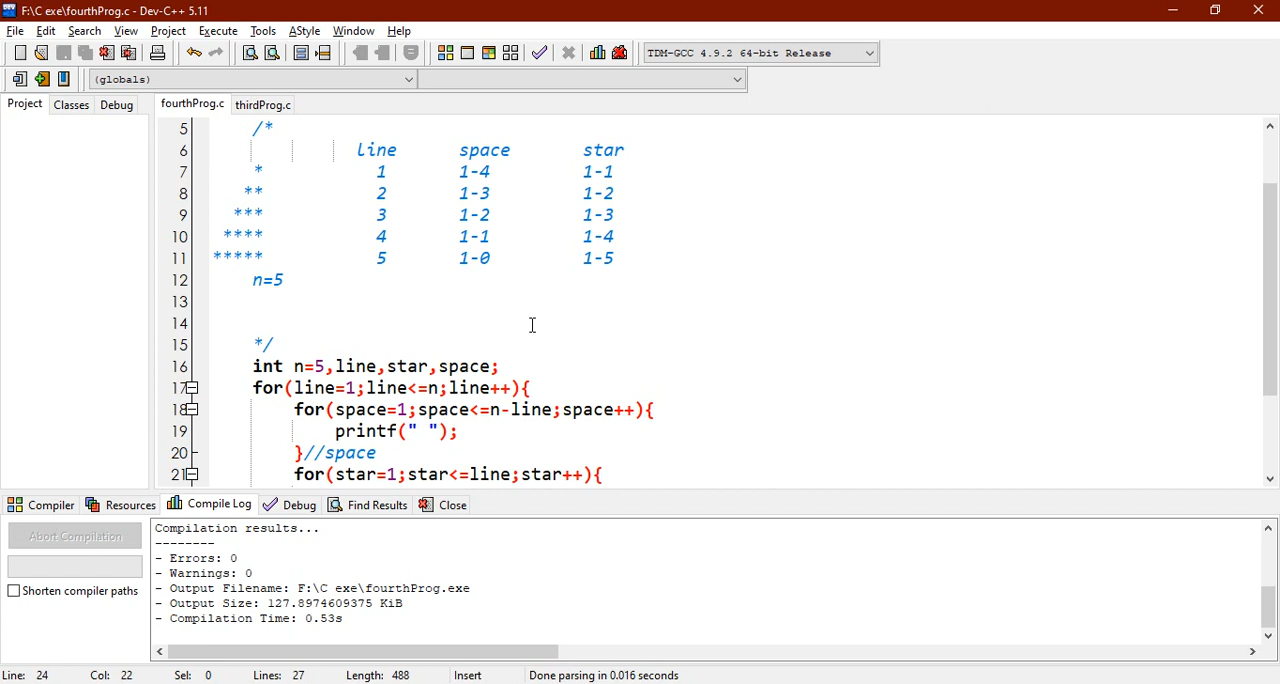 F:\C exe\fourthProg.c - Dev-C++ 5.11
File Edit Search View Project Execute Tools AStyle Window Help
TDM-GCC 4.9.2 64-bit Release
(globals)
Project Classes Debug fourthProg.c thirdProg.c
5 /*
6 line space star
7 * 1 1-4 1-1
8 ** 2 1-3 1-2
9 *** 3 1-2 1-3
10 **** 4 1-1 1-4
11 ***** 5 1-0 1-5
12 n=5
13
14
15 */
16 int n=5,line,star,space;
17 for(line=1;line<=n;line++){
18 for(space=1;space<=n-line;space++){
19 printf(" ");
20 }//space
21 for(star=1;star<=line;star++){
Compiler Resources Compile Log Debug Find Results Close
Abort Compilation
Shorten compiler paths
Compilation results...
--------
- Errors: 0
- Warnings: 0
- Output Filename: F:\C exe\fourthProg.exe
- Output Size: 127.8974609375 KiB
- Compilation Time: 0.53s
Line: 24 Col: 22 Sel: 0 Lines: 27 Length: 488 Insert Done parsing in 0.016 seconds